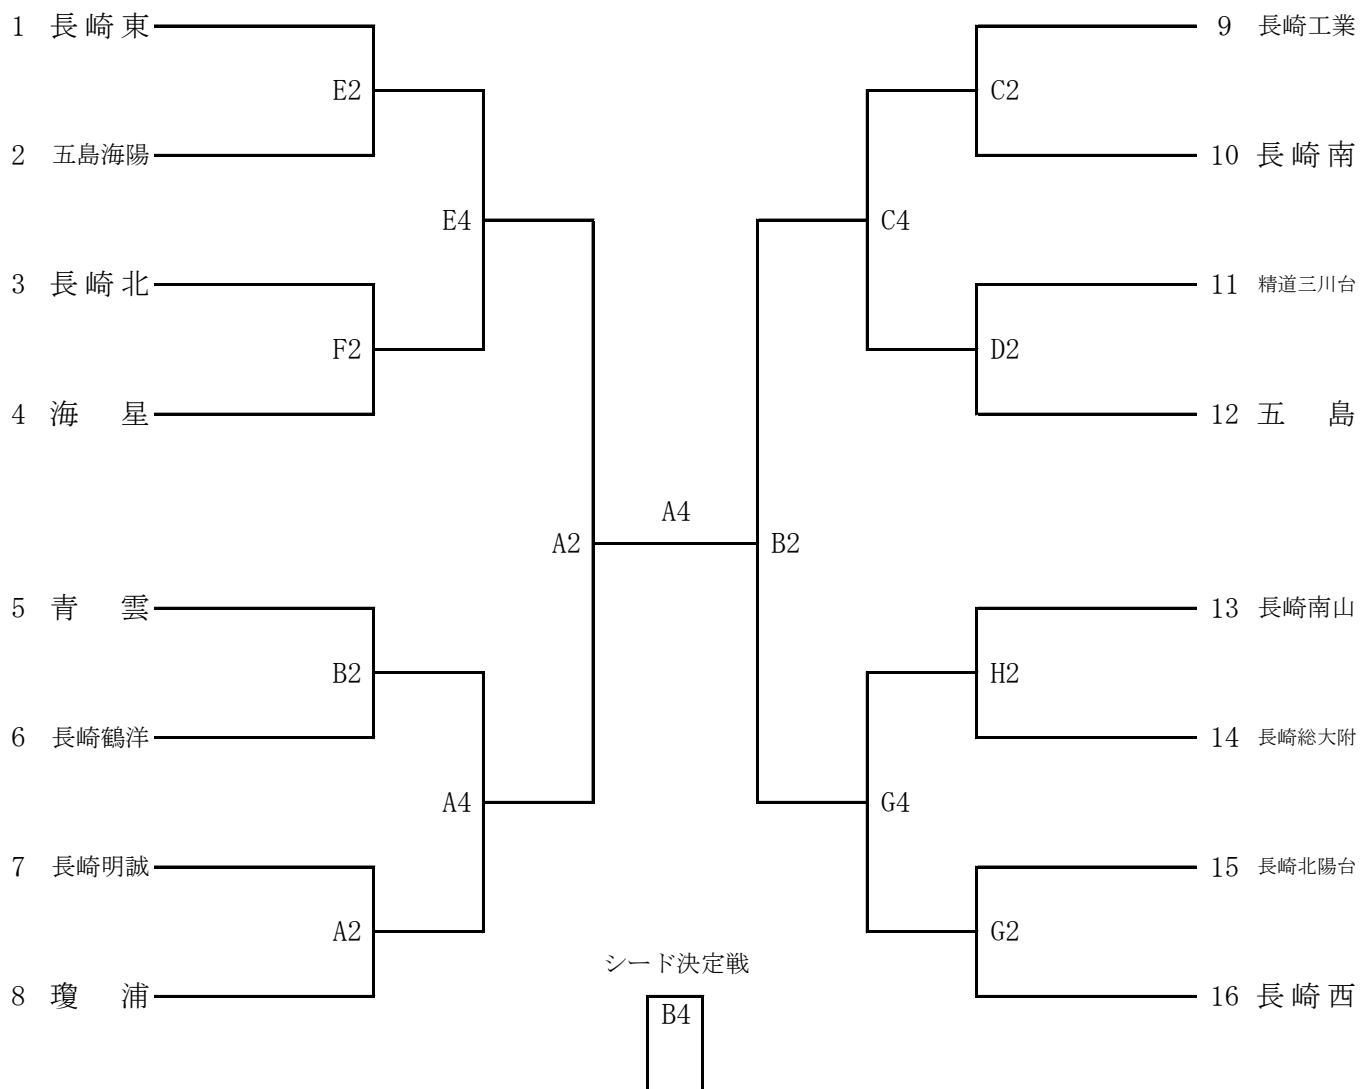 1 長崎東
E2
2 五島海陽
E4
3 長崎北
F2
4 海星
A2
5 青雲
B2
6 長崎鶴洋
A4
7 長崎明誠
A2
8 瓊浦
A4
シード決定戦
B4
9 長崎工業
C2
10 長崎南
C4
11 精道三川台
D2
12 五島
B2
13 長崎南山
H2
14 長崎総大附
G4
15 長崎北陽台
G2
16 長崎西